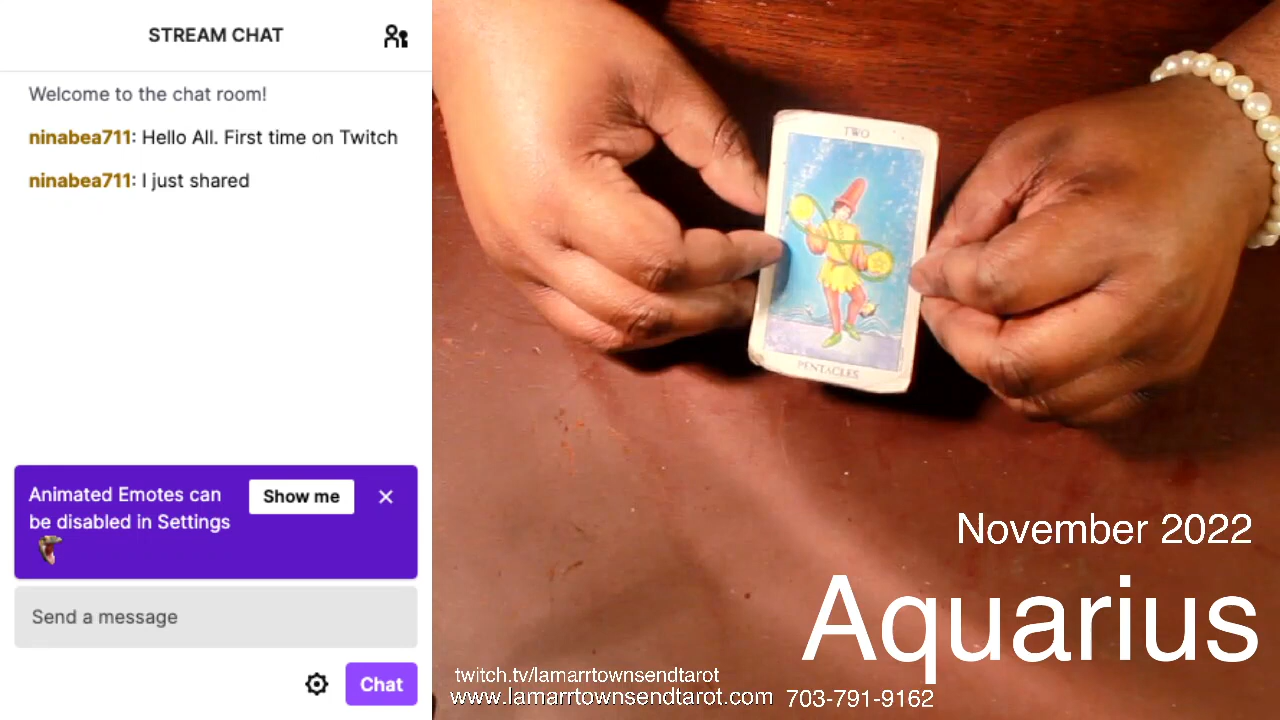 STREAM CHAT
Welcome to the chat room!
ninabea711: Hello All. First time on Twitch
ninabea711: I just shared
Animated Emotes can
be disabled in Settings
Show me
Send a message
Chat
TWO
PENTACLES
November 2022
Aquarius
twitch.tv/lamarrtownsendtarot
www.lamarrtownsendtarot.com 703-791-9162